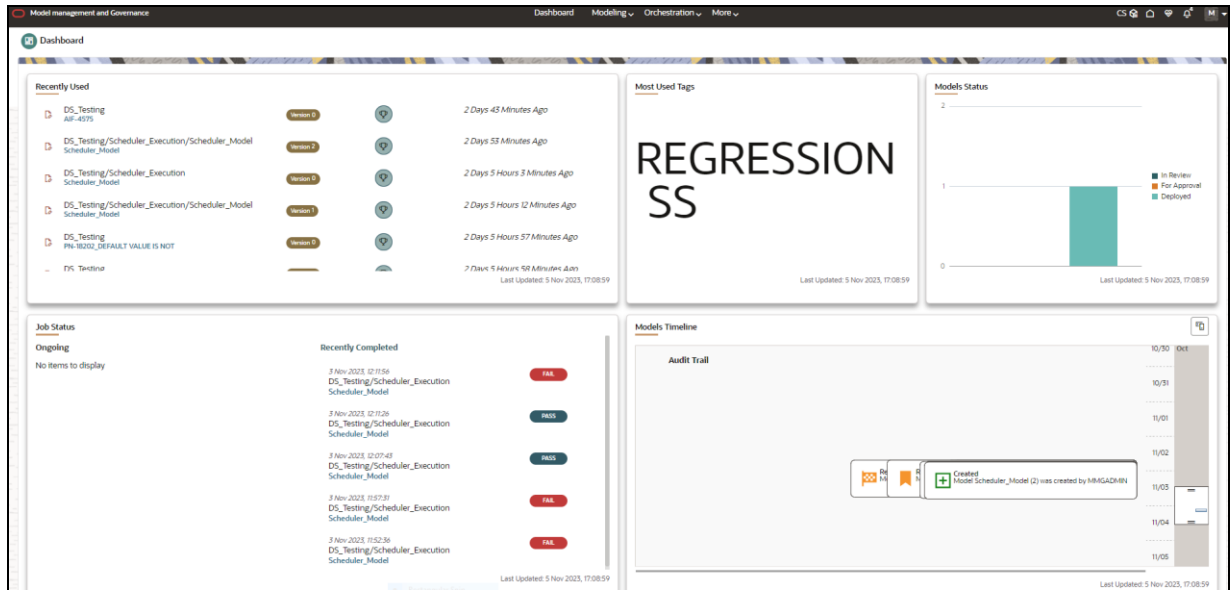 Model management and Governance
Dashboard Modeling Orchestration More
CS
M
Dashboard
Recently Used
DS_Testing
AIF-4575
Version 0
2 Days 43 Minutes Ago
DS_Testing/Scheduler_Execution/Scheduler_Model
Scheduler_Model
Version 2
2 Days 53 Minutes Ago
DS_Testing/Scheduler_Execution
Scheduler_Model
Version 0
2 Days 5 Hours 3 Minutes Ago
DS_Testing/Scheduler_Execution/Scheduler_Model
Scheduler_Model
Version 1
2 Days 5 Hours 12 Minutes Ago
DS_Testing
PN-18202_DEFAULT VALUE IS NOT
Version 0
2 Days 5 Hours 57 Minutes Ago
DS_Testing
2 Days 5 Hours 58 Minutes Ago
Last Updated: 5 Nov 2023, 17:08:59
Most Used Tags
REGRESSION
SS
Last Updated: 5 Nov 2023, 17:08:59
Models Status
2
1
0
In Review
For Approval
Deployed
Last Updated: 5 Nov 2023, 17:08:59
Job Status
Ongoing
No items to display
Recently Completed
3 Nov 2023, 12:11:56
DS_Testing/Scheduler_Execution
Scheduler_Model
FAIL
3 Nov 2023, 12:11:26
DS_Testing/Scheduler_Execution
Scheduler_Model
PASS
3 Nov 2023, 12:07:43
DS_Testing/Scheduler_Execution
Scheduler_Model
PASS
3 Nov 2023, 11:57:31
DS_Testing/Scheduler_Execution
Scheduler_Model
FAIL
3 Nov 2023, 11:52:36
DS_Testing/Scheduler_Execution
Scheduler_Model
FAIL
Last Updated: 5 Nov 2023, 17:08:59
Models Timeline
Audit Trail
Created
Model Scheduler_Model (2) was created by MMGADMIN
10/30 Oct
10/31
11/01
11/02
11/03
11/04
11/05
Last Updated: 5 Nov 2023, 17:08:59